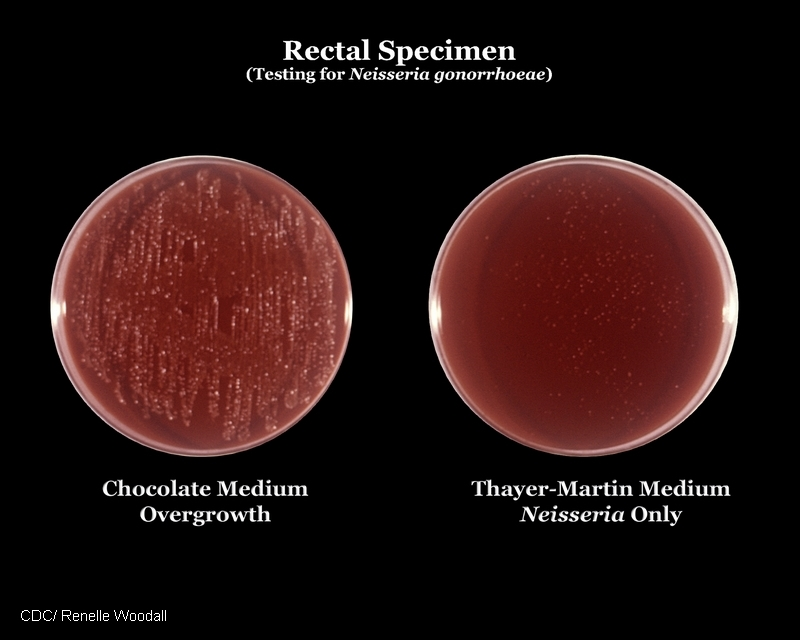 Rectal Specimen
(Testing for Neisseria gonorrhoeae)
Chocolate Medium
Overgrowth
Thayer-Martin Medium
Neisseria Only
CDC/ Renelle Woodall